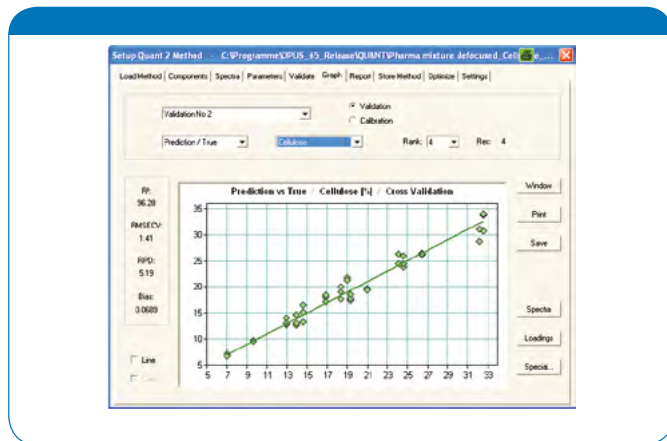 Setup Quant 2 Method - C:\Programme\OPUS_65_Release\QUANT\Pharma mixture defocused_Cell
Load Method Components Spectra Parameters Validate Graph Report Store Method Optimize Settings
Validation No 2
Validation
Calibration
Prediction / True
Cellulose
Rank: 4
Rec: 4
R²:
96.28
RMSECV:
1.41
RPD:
5.19
Bias:
0.0689
Line
Prediction vs True / Cellulose [%] / Cross Validation
35
30
25
20
15
10
5
5 7 9 11 13 15 17 19 21 23 25 27 29 31 33
Window
Print
Save
Spectra
Loadings
Special...